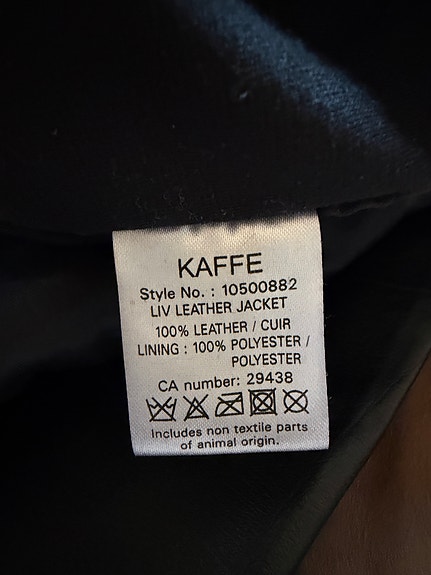 KAFFE
Style No. : 10500882
LIV LEATHER JACKET
100% LEATHER / CUIR
LINING : 100% POLYESTER /
POLYESTER
CA number: 29438
Includes non textile parts
of animal origin.